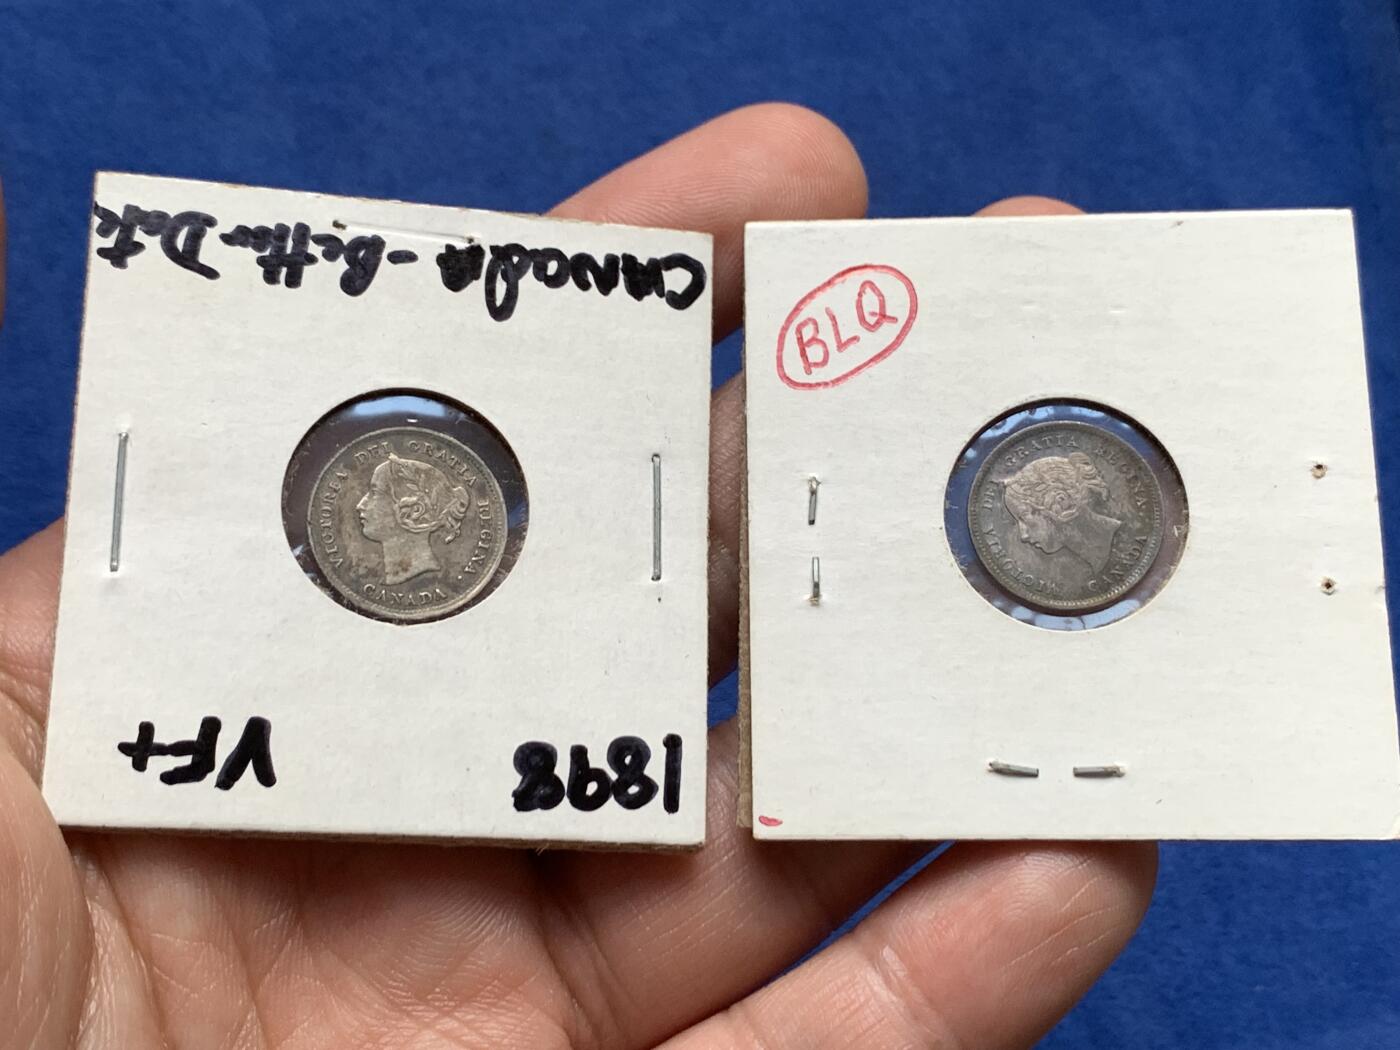 CANADA - Better Date
VICTORIA DEI GRATIA REGINA.
CANADA
1898
VF+
BLQ
VICTORIA DEI GRATIA REGINA.
CANADA